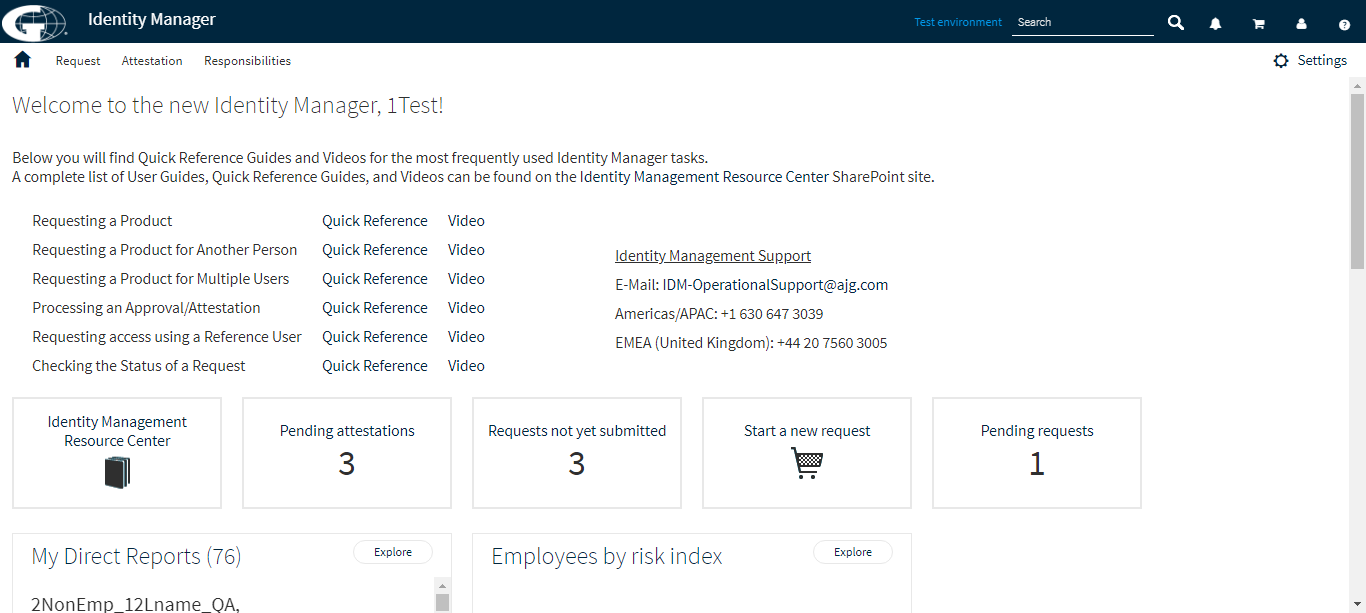 Identity Manager
Test environment
Search
Request Attestation Responsibilities
Settings
Welcome to the new Identity Manager, 1Test!
Below you will find Quick Reference Guides and Videos for the most frequently used Identity Manager tasks.
A complete list of User Guides, Quick Reference Guides, and Videos can be found on the Identity Management Resource Center SharePoint site.
Requesting a Product Quick Reference Video
Requesting a Product for Another Person Quick Reference Video
Requesting a Product for Multiple Users Quick Reference Video
Processing an Approval/Attestation Quick Reference Video
Requesting access using a Reference User Quick Reference Video
Checking the Status of a Request Quick Reference Video
Identity Management Support
E-Mail: IDM-OperationalSupport@ajg.com
Americas/APAC: +1 630 647 3039
EMEA (United Kingdom): +44 20 7560 3005
Identity Management
Resource Center
Pending attestations
3
Requests not yet submitted
3
Start a new request
Pending requests
1
My Direct Reports (76)
Explore
2NonEmp_12Lname_QA,
Employees by risk index
Explore